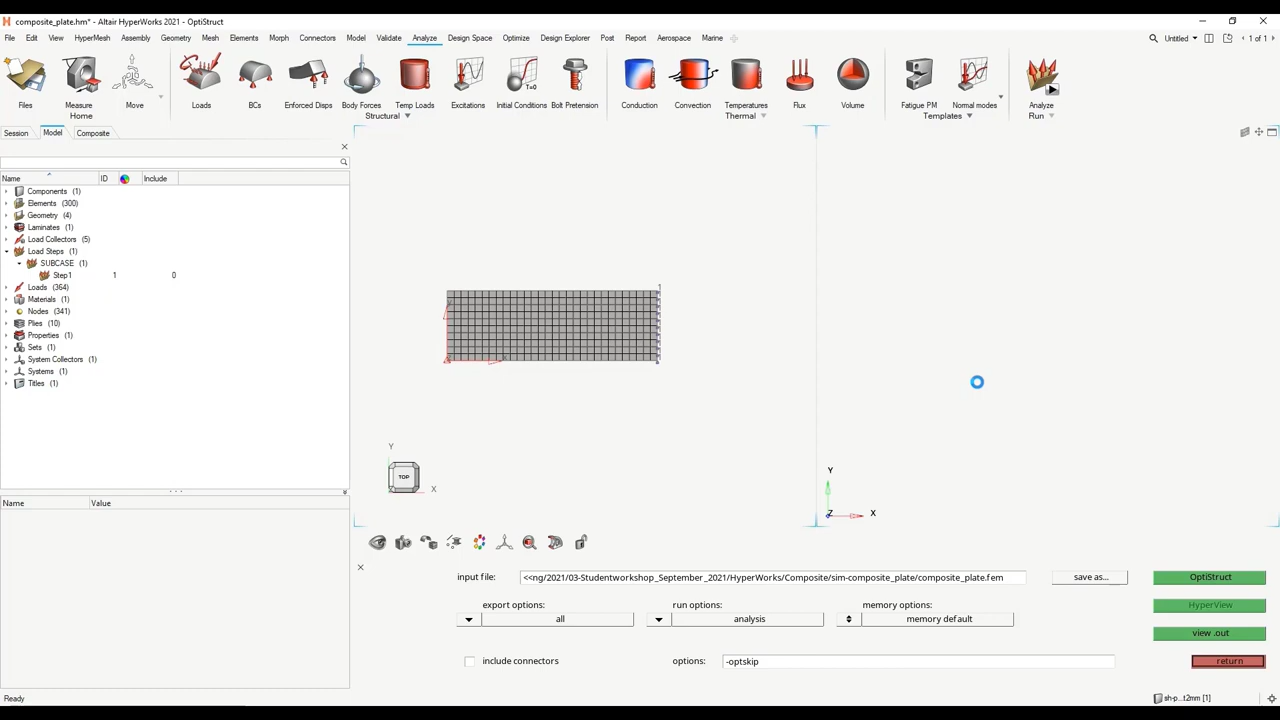 composite_plate.hm* - Altair HyperWorks 2021 - OptiStruct
File Edit View HyperMesh Assembly Geometry Mesh Elements Morph Connectors Model Validate Analyze Design Space Optimize Design Explorer Post Report Aerospace Marine Untitled 1 of 1
T=0
Files Measure Move Loads BCs Enforced Disps Body Forces Temp Loads Excitations Initial Conditions Bolt Pretension Conduction Convection Temperatures Flux Volume Fatigue PM Normal modes Analyze
Home Structural Thermal Templates Run
Session Model Composite
Name ID Include
Components (1)
Elements (300)
Geometry (4)
Laminates (1)
Load Collectors (5)
Load Steps (1)
SUBCASE (1)
Step1 1 0
Loads (364)
Materials (1)
Nodes (341)
Plies (10)
Properties (1)
Sets (1)
System Collectors (1)
Systems (1)
Titles (1)
Y
TOP
X
Y
Z X
Name Value
input file: <<ng/2021/03-Studentworkshop_September_2021/HyperWorks/Composite/sim-composite_plate/composite_plate.fem save as... OptiStruct
export options: run options: memory options: HyperView
all analysis memory default
view .out
include connectors options: -optskip return
Ready sh-p...t2mm [1]